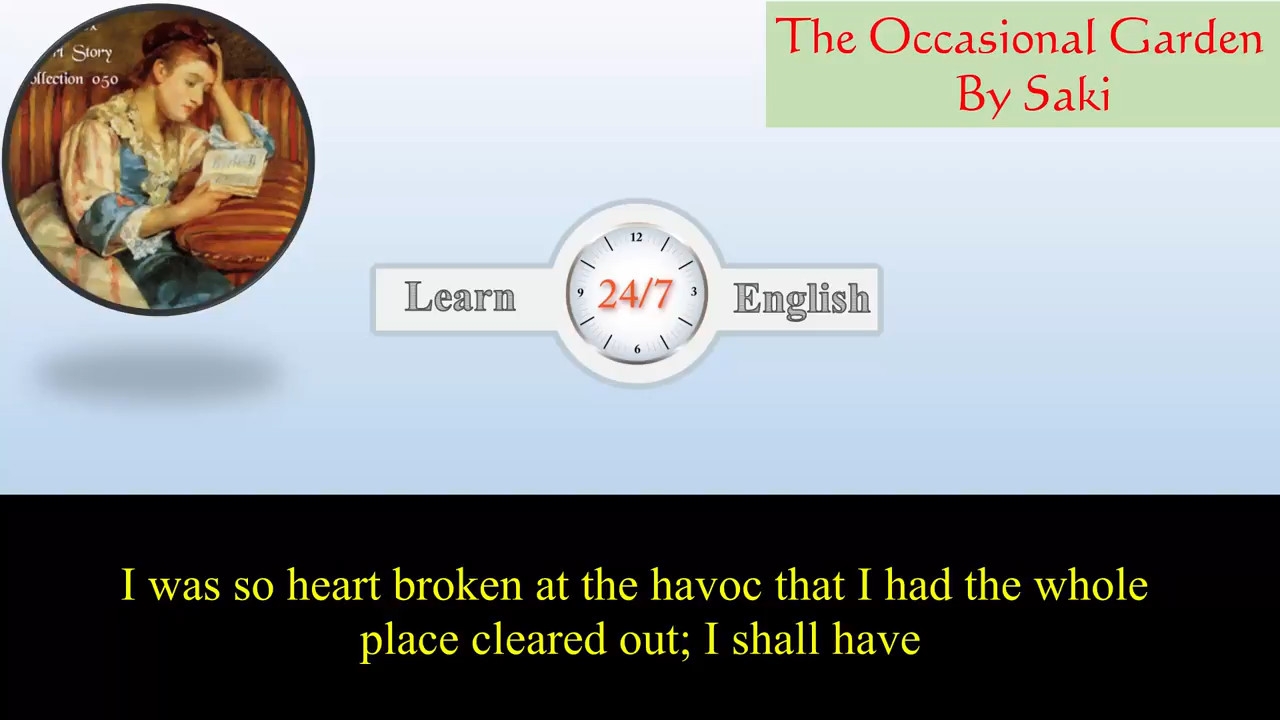 rt Story
ollection 050
The Occasional Garden
By Saki
12
9
24/7
3
6
Learn
English
I was so heart broken at the havoc that I had the whole
place cleared out; I shall have